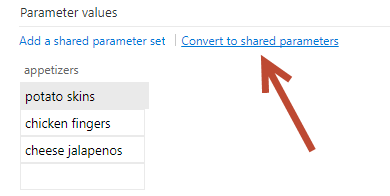 Parameter values
Add a shared parameter set | Convert to shared parameters
appetizers
potato skins
chicken fingers
cheese jalapenos